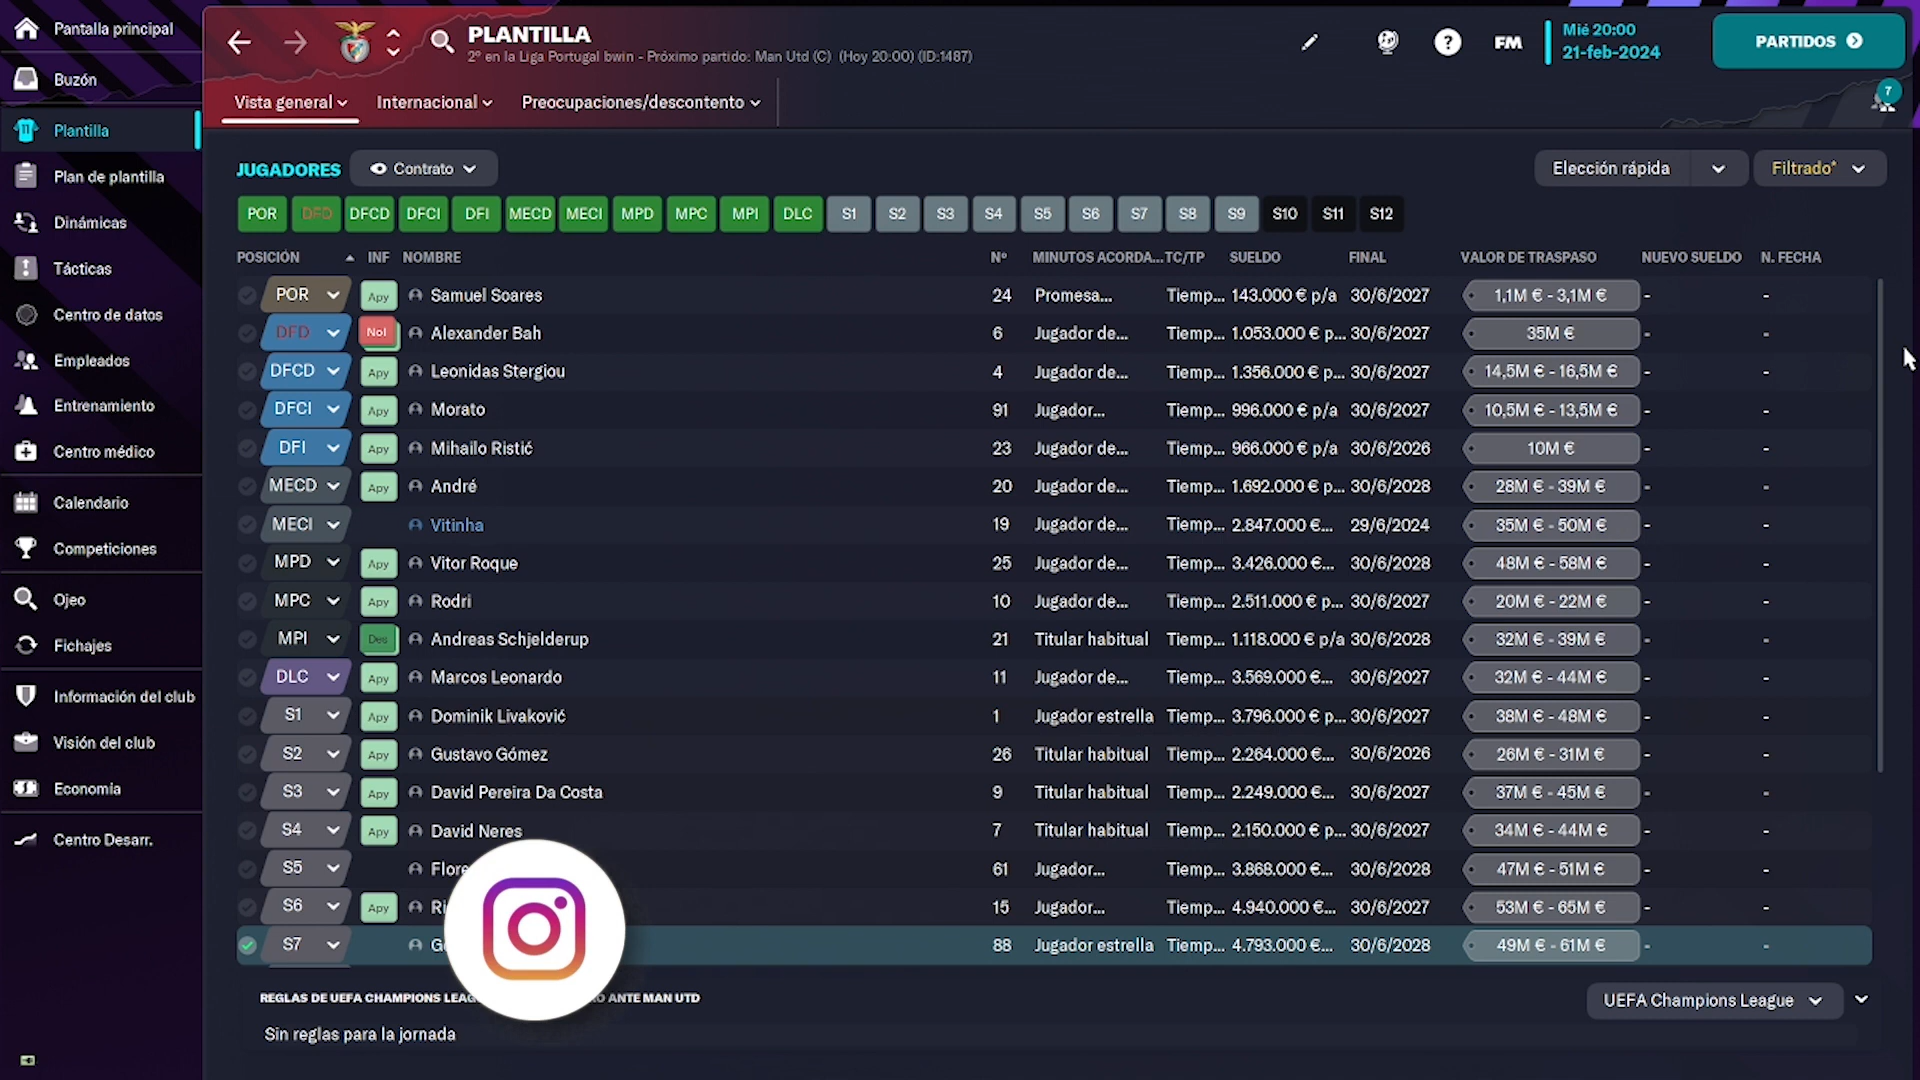 Pantalla principal
Buzón
Plantilla
Plan de plantilla
Dinámicas
Tácticas
Centro de datos
Empleados
Entrenamiento
Centro médico
Calendario
Competiciones
Ojeo
Fichajes
Información del club
Visión del club
Economía
Centro Desarr.
PLANTILLA
2º en la Liga Portugal bwin - Próximo partido: Man Utd (C) (Hoy 20:00) (ID:1487)
FM
Mié 20:00
21-feb-2024
PARTIDOS
Vista general
Internacional
Preocupaciones/descontento
7
JUGADORES
Contrato
Elección rápida
Filtrado*
POR DFD DFCD DFCI DFI MECD MECI MPD MPC MPI DLC S1 S2 S3 S4 S5 S6 S7 S8 S9 S10 S11 S12
POSICIÓN INF NOMBRE Nº MINUTOS ACORDA... TC/TP SUELDO FINAL VALOR DE TRASPASO NUEVO SUELDO N. FECHA
POR Apy Samuel Soares 24 Promesa... Tiemp... 143.000 € p/a 30/6/2027 1,1M € - 3,1M € - -
DFD Nol Alexander Bah 6 Jugador de... Tiemp... 1.053.000 € p... 30/6/2027 35M € - -
DFCD Apy Leonidas Stergiou 4 Jugador de... Tiemp... 1.356.000 € p... 30/6/2027 14,5M € - 16,5M € - -
DFCI Apy Morato 91 Jugador... Tiemp... 996.000 € p/a 30/6/2027 10,5M € - 13,5M € - -
DFI Apy Mihailo Ristić 23 Jugador de... Tiemp... 966.000 € p/a 30/6/2026 10M € - -
MECD Apy André 20 Jugador de... Tiemp... 1.692.000 € p... 30/6/2028 28M € - 39M € - -
MECI Vitinha 19 Jugador de... Tiemp... 2.847.000 €... 29/6/2024 35M € - 50M € - -
MPD Apy Vitor Roque 25 Jugador de... Tiemp... 3.426.000 €... 30/6/2028 48M € - 58M € - -
MPC Apy Rodri 10 Jugador de... Tiemp... 2.511.000 € p... 30/6/2027 20M € - 22M € - -
MPI Des Andreas Schjelderup 21 Titular habitual Tiemp... 1.118.000 € p/a 30/6/2028 32M € - 39M € - -
DLC Apy Marcos Leonardo 11 Jugador de... Tiemp... 3.569.000 €... 30/6/2028 32M € - 44M € - -
S1 Apy Dominik Livaković 1 Jugador estrella Tiemp... 3.796.000 € p... 30/6/2027 38M € - 48M € - -
S2 Apy Gustavo Gómez 26 Titular habitual Tiemp... 2.264.000 €... 30/6/2026 26M € - 31M € - -
S3 Apy David Pereira Da Costa 9 Titular habitual Tiemp... 2.249.000 €... 30/6/2027 37M € - 45M € - -
S4 Apy David Neres 7 Titular habitual Tiemp... 2.150.000 € p... 30/6/2027 34M € - 44M € - -
S5 61 Jugador... Tiemp... 3.868.000 €... 30/6/2028 47M € - 51M € - -
S6 Apy 15 Jugador... Tiemp... 4.940.000 €... 30/6/2027 53M € - 65M € - -
S7 88 Jugador estrella Tiemp... 4.793.000 €... 30/6/2028 49M € - 61M € - -
REGLAS DE UEFA CHAMPIONS ANTE MAN UTD
UEFA Champions League
Sin reglas para la jornada